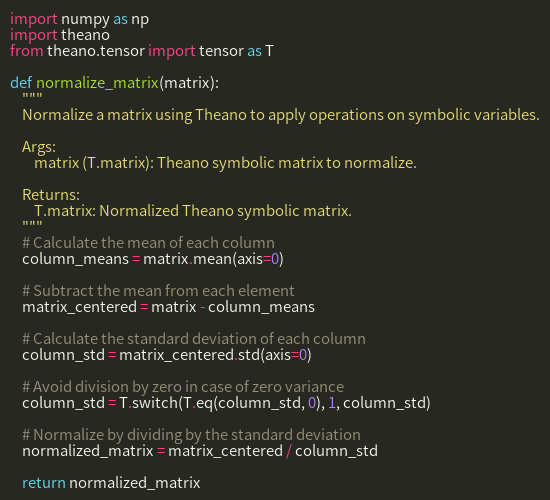 import numpy as np
import theano
from theano.tensor import tensor as T

def normalize_matrix(matrix):
    """
    Normalize a matrix using Theano to apply operations on symbolic variables.

    Args:
        matrix (T.matrix): Theano symbolic matrix to normalize.

    Returns:
        T.matrix: Normalized Theano symbolic matrix.
    """
    # Calculate the mean of each column
    column_means = matrix.mean(axis=0)

    # Subtract the mean from each element
    matrix_centered = matrix - column_means

    # Calculate the standard deviation of each column
    column_std = matrix_centered.std(axis=0)

    # Avoid division by zero in case of zero variance
    column_std = T.switch(T.eq(column_std, 0), 1, column_std)

    # Normalize by dividing by the standard deviation
    normalized_matrix = matrix_centered / column_std

    return normalized_matrix